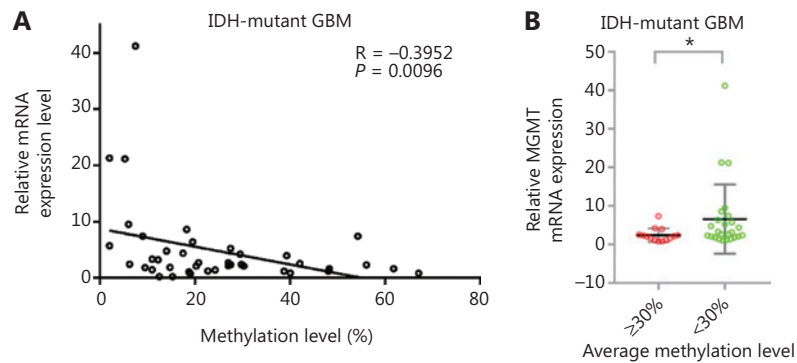 A
IDH-mutant GBM
R = –0.3952
P = 0.0096
Relative mRNA
expression level
40
30
20
10
0
0
20
40
60
80
Methylation level (%)
B
IDH-mutant GBM
*
Relative MGMT
mRNA expression
50
40
30
20
10
0
–10
≥30%
<30%
Average methylation level